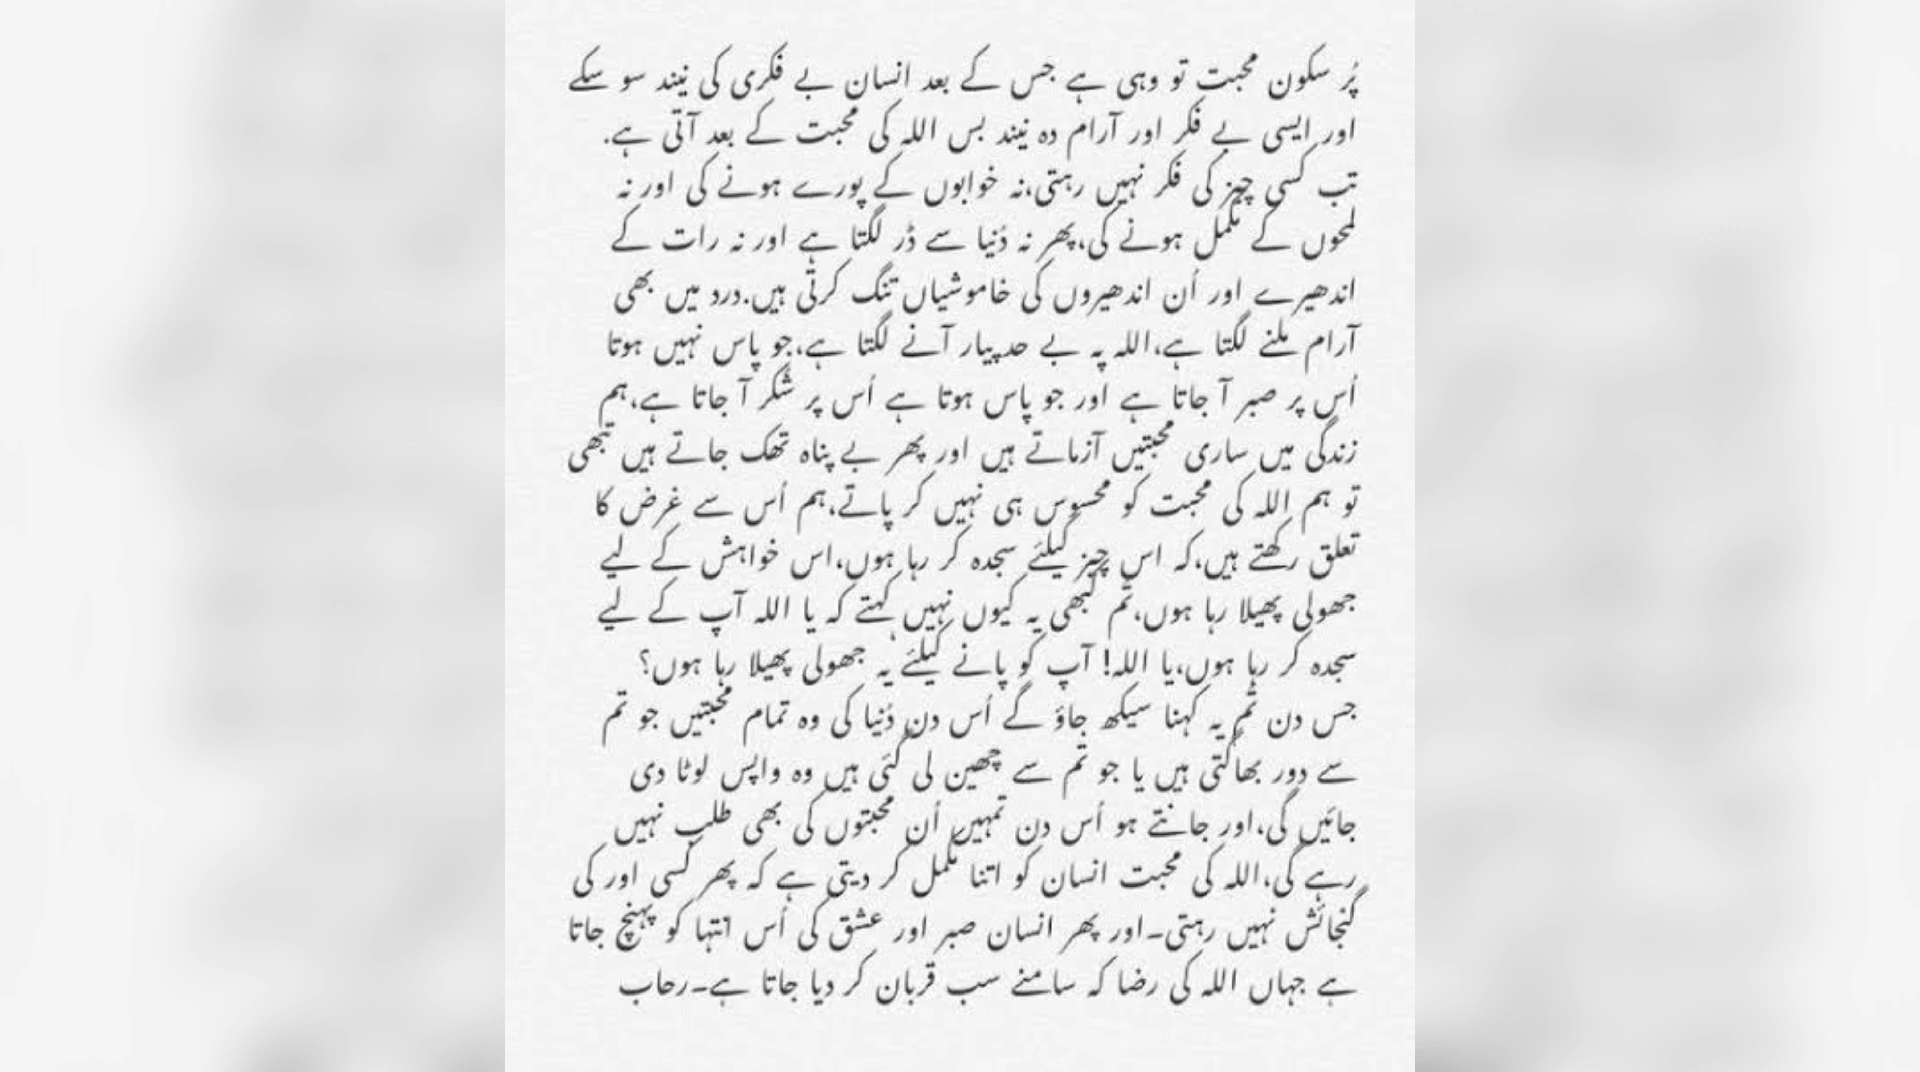 پُر سکون محبت تو وہی ہے جس کے بعد انسان بے فکری کی نیند سو سکے
اور ایسی بے فکر اور آرام دہ نیند بس اللہ کی محبت کے بعد آتی ہے.
تب کسی چیز کی فکر نہیں رہتی،نہ خوابوں کے پورے ہونے کی اور نہ
لمحوں کے مکمل ہونے کی،پھر نہ دُنیا سے ڈر لگتا ہے اور نہ رات کے
اندھیرے اور اُن اندھیروں کی خاموشیاں تنگ کرتی ہیں.درد میں بھی
آرام ملنے لگتا ہے،اللہ پہ بے حد پیار آنے لگتا ہے،جو پاس نہیں ہوتا
اُس پر صبر آ جاتا ہے اور جو پاس ہوتا ہے اُس پر شُکر آ جاتا ہے،ہم
زندگی میں ساری محبتیں آزماتے ہیں اور پھر بے پناہ تھک جاتے ہیں تبھی
تو ہم اللہ کی محبت کو محسوس ہی نہیں کر پاتے،ہم اُس سے غرض کا
تعلق رکھتے ہیں،کہ اس چیز کیلئے سجدہ کر رہا ہوں،اس خواہش کے لیے
جھولی پھیلا رہا ہوں،تُم کبھی یہ کیوں نہیں کہتے کہ یا اللہ آپ کے لیے
سجدہ کر رہا ہوں،یا اللہ! آپ کو پانے کیلئے یہ جھولی پھیلا رہا ہوں؟
جس دن تُم یہ کہنا سیکھ جاؤ گے اُس دن دُنیا کی وہ تمام محبتیں جو تم
سے دور بھاگتی ہیں یا جو تم سے چھین لی گئی ہیں وہ واپس لوٹا دی
جائیں گی،اور جانتے ہو اُس دن تمہیں اُن محبتوں کی بھی طلب نہیں
رہے گی،اللہ کی محبت انسان کو اتنا مکمل کر دیتی ہے کہ پھر کسی اور کی
گنجائش نہیں رہتی۔اور پھر انسان صبر اور عشق کی اُس انتہا کو پہنچ جاتا
ہے جہاں اللہ کی رضا کہ سامنے سب قربان کر دیا جاتا ہے۔رحاب